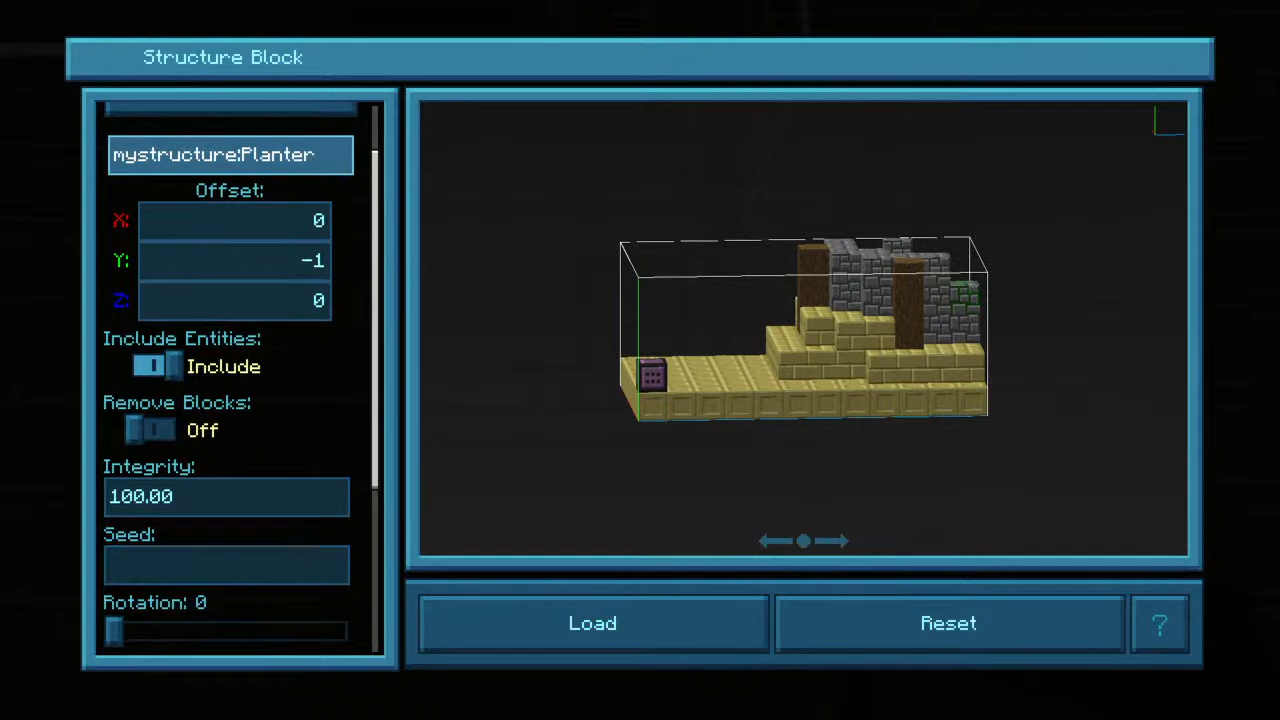 Structure Block
mystructure:Planter
Offset:
X: 0
Y: -1
Z: 0
Include Entities:
Include
Remove Blocks:
Off
Integrity:
100.00
Seed:
Rotation: 0
Load
Reset
?